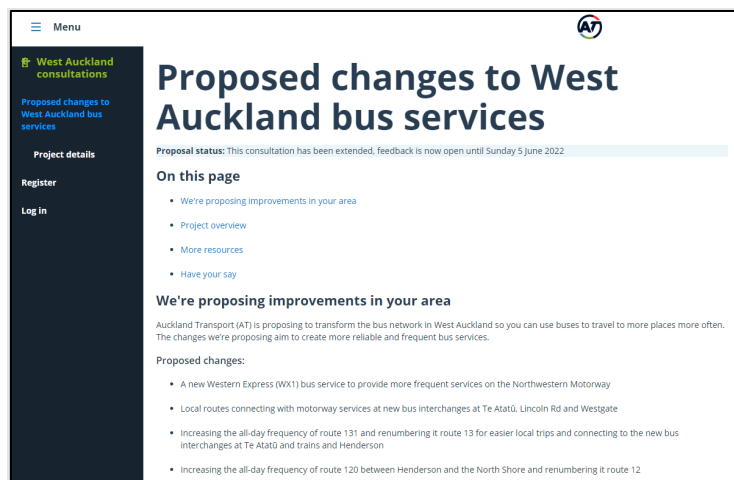 ☰ Menu
AT
West Auckland
consultations
Proposed changes to
West Auckland bus
services
Project details
Register
Log in
Proposed changes to West
Auckland bus services
Proposal status: This consultation has been extended, feedback is now open until Sunday 5 June 2022
On this page
• We're proposing improvements in your area
• Project overview
• More resources
• Have your say
We're proposing improvements in your area
Auckland Transport (AT) is proposing to transform the bus network in West Auckland so you can use buses to travel to more places more often.
The changes we're proposing aim to create more reliable and frequent bus services.
Proposed changes:
• A new Western Express (WX1) bus service to provide more frequent services on the Northwestern Motorway
• Local routes connecting with motorway services at new bus interchanges at Te Atatū, Lincoln Rd and Westgate
• Increasing the all-day frequency of route 131 and renumbering it route 13 for easier local trips and connecting to the new bus
interchanges at Te Atatū and trains and Henderson
• Increasing the all-day frequency of route 120 between Henderson and the North Shore and renumbering it route 12